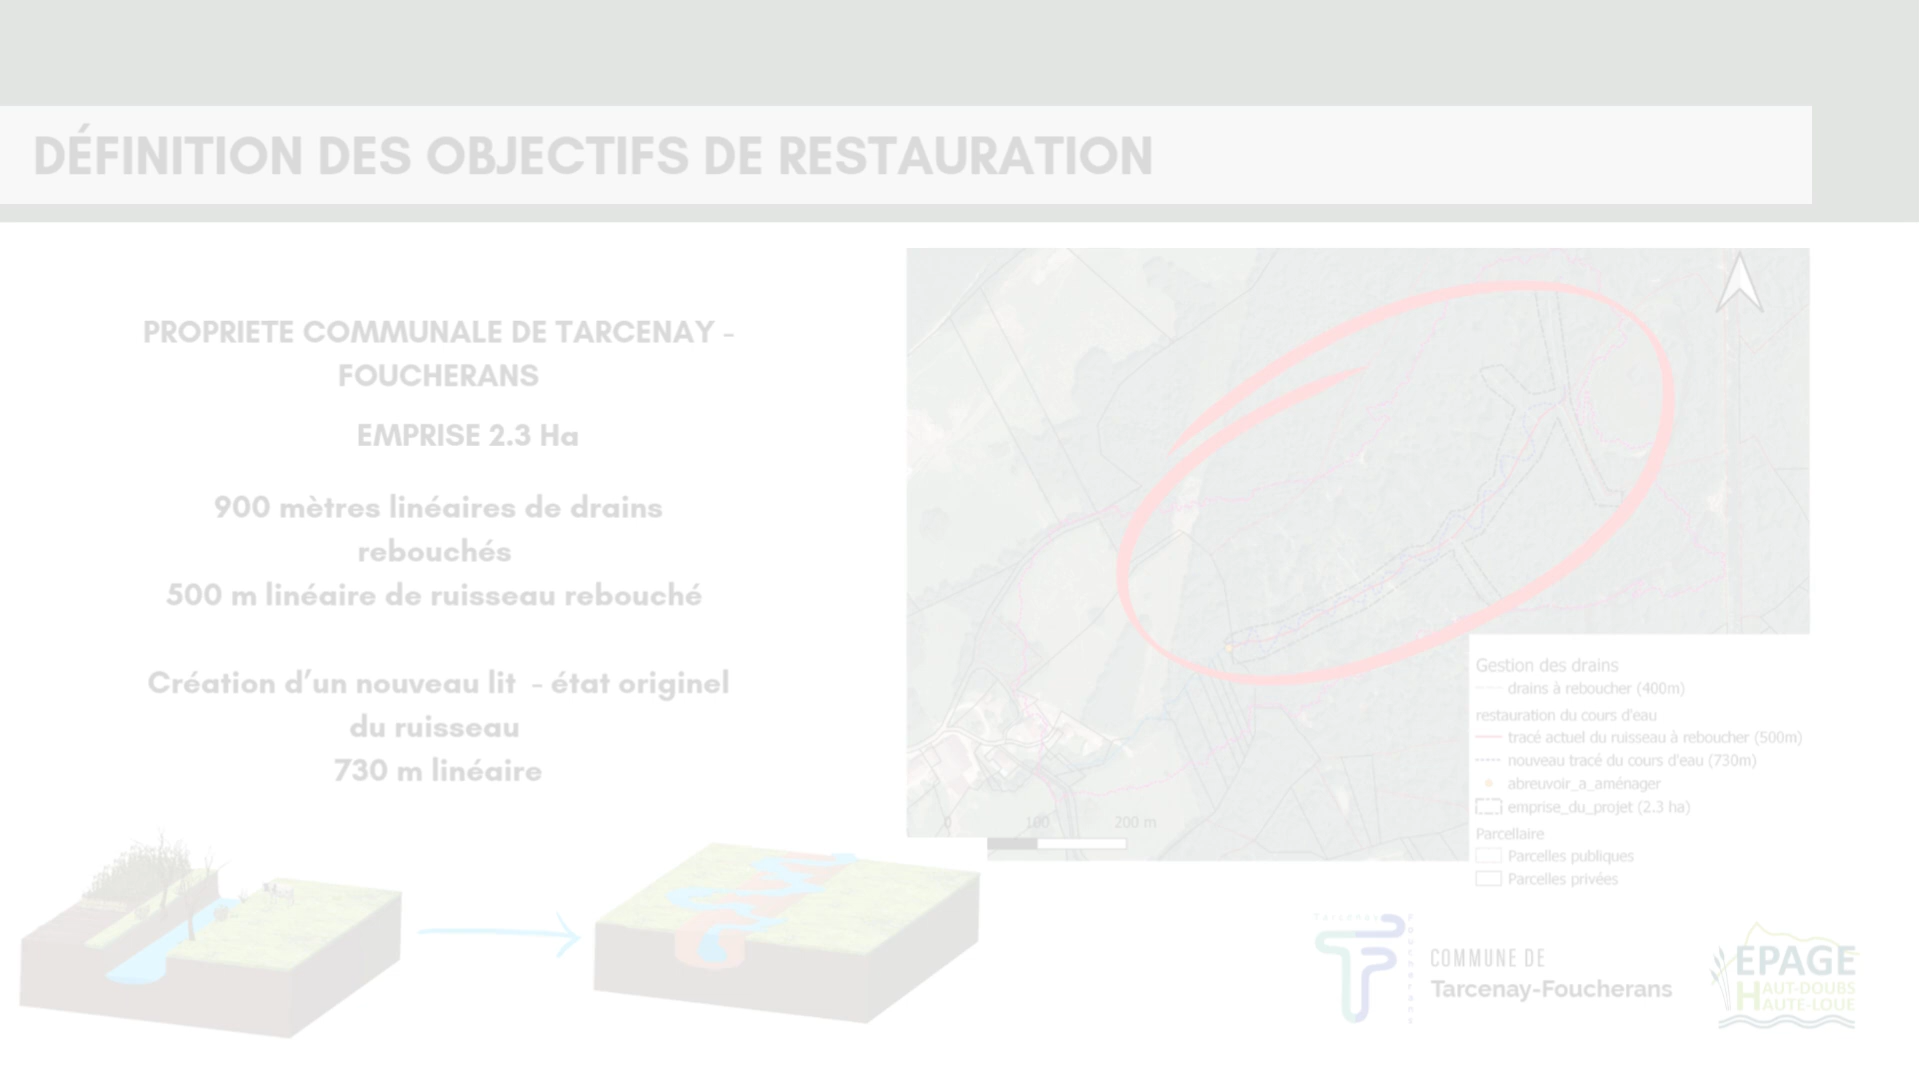 DÉFINITION DES OBJECTIFS DE RESTAURATION
PROPRIETE COMMUNALE DE TARCENAY -
FOUCHERANS
EMPRISE 2.3 Ha
900 mètres linéaires de drains
rebouchés
500 m linéaire de ruisseau rebouché
Création d’un nouveau lit - état originel
du ruisseau
730 m linéaire
0 100 200 m
Gestion des drains
drains à reboucher (400m)
restauration du cours d'eau
tracé actuel du ruisseau à reboucher (500m)
nouveau tracé du cours d'eau (730m)
abreuvoir_a_aménager
emprise_du_projet (2.3 ha)
Parcellaire
Parcelles publiques
Parcelles privées
Tarcenay
Foucherans
COMMUNE DE
Tarcenay-Foucherans
EPAGE
HAUT-DOUBS
HAUTE-LOUE